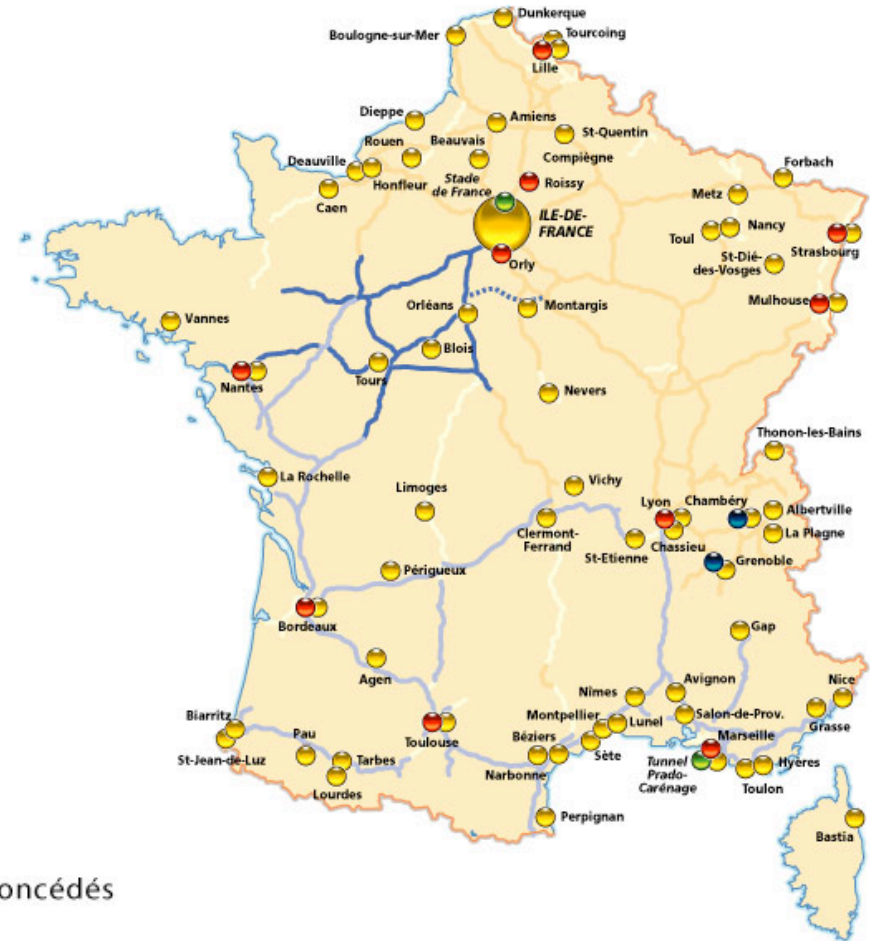 Dunkerque
Boulogne-sur-Mer
Tourcoing
Lille
Dieppe
Amiens
Rouen
Beauvais
St-Quentin
Deauville
Compiègne
Honfleur
Stade
de France
Roissy
Forbach
Caen
Metz
ILE-DE-
FRANCE
Toul
Nancy
Strasbourg
Orly
St-Dié-
des-Vosges
Orléans
Montargis
Mulhouse
Vannes
Blois
Nantes
Tours
Nevers
Thonon-les-Bains
La Rochelle
Limoges
Vichy
Lyon
Chambéry
Albertville
Clermont-
Ferrand
St-Etienne
Chassieu
La Plagne
Grenoble
Périgueux
Bordeaux
Gap
Agen
Nîmes
Avignon
Nice
Biarritz
Pau
Toulouse
Montpellier
Lunel
Salon-de-Prov.
Grasse
St-Jean-de-Luz
Tarbes
Béziers
Sète
Marseille
Lourdes
Narbonne
Tunnel
Prado-
Carénage
Hyères
Toulon
Perpignan
Bastia
oncédés